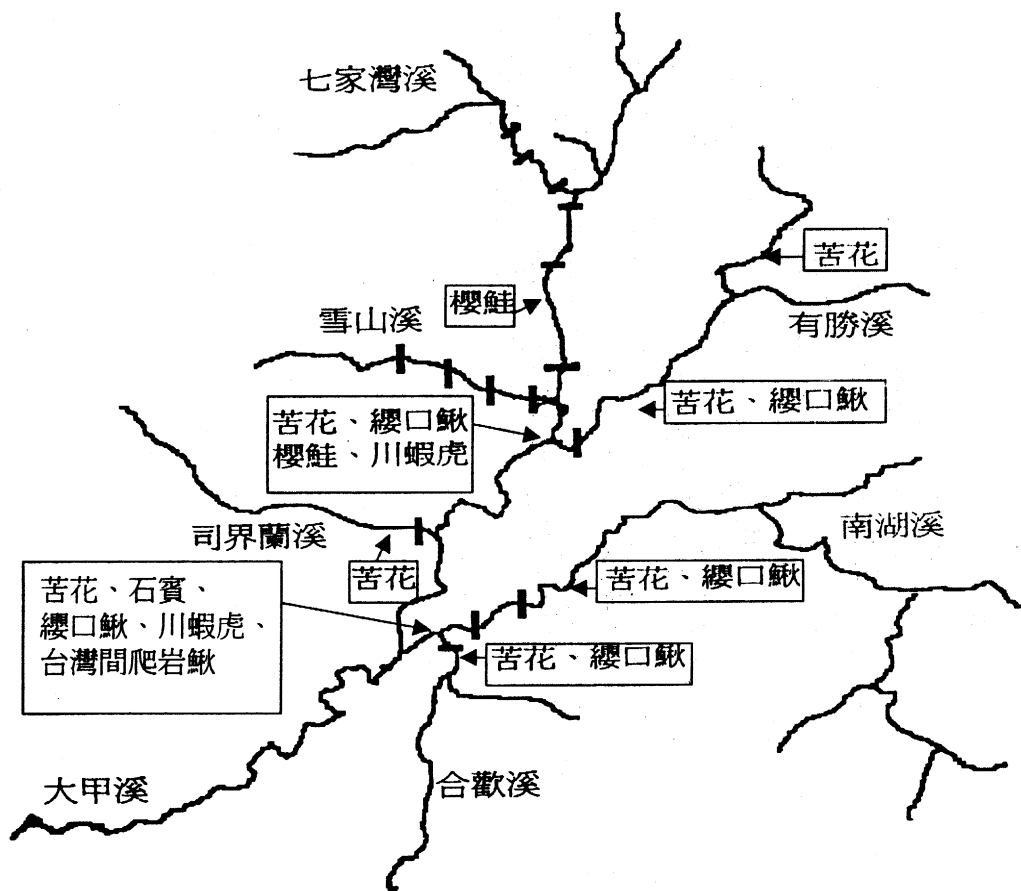 七家灣溪
苦花
櫻鮭
雪山溪
有勝溪
苦花、纓口鰍
苦花、纓口鰍
櫻鮭、川蝦虎
司界蘭溪
南湖溪
苦花
苦花、纓口鰍
苦花、石賓、
纓口鰍、川蝦虎、
台灣間爬岩鰍
苦花、纓口鰍
大甲溪
合歡溪